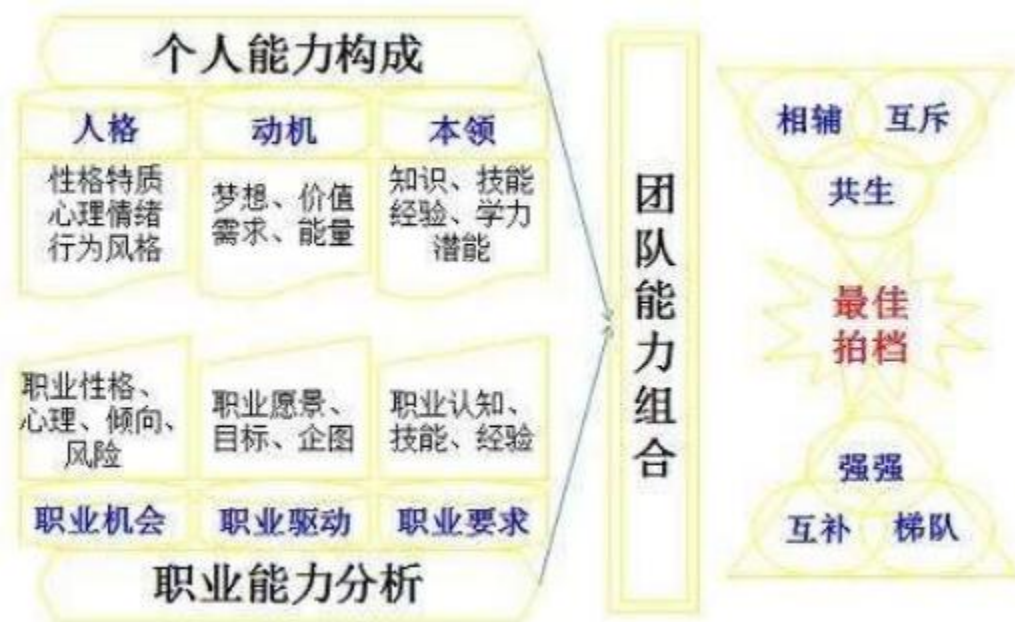 个人能力构成
人格
动机
本领
性格特质
心理情绪
行为风格
梦想、价值
需求、能量
知识、技能
经验、学力
潜能
职业性格、
心理、倾向、
风险
职业愿景、
目标、企图
职业认知、
技能、经验
职业机会
职业驱动
职业要求
职业能力分析
团队能力组合
相辅
互斥
共生
最佳
拍档
强强
互补
梯队